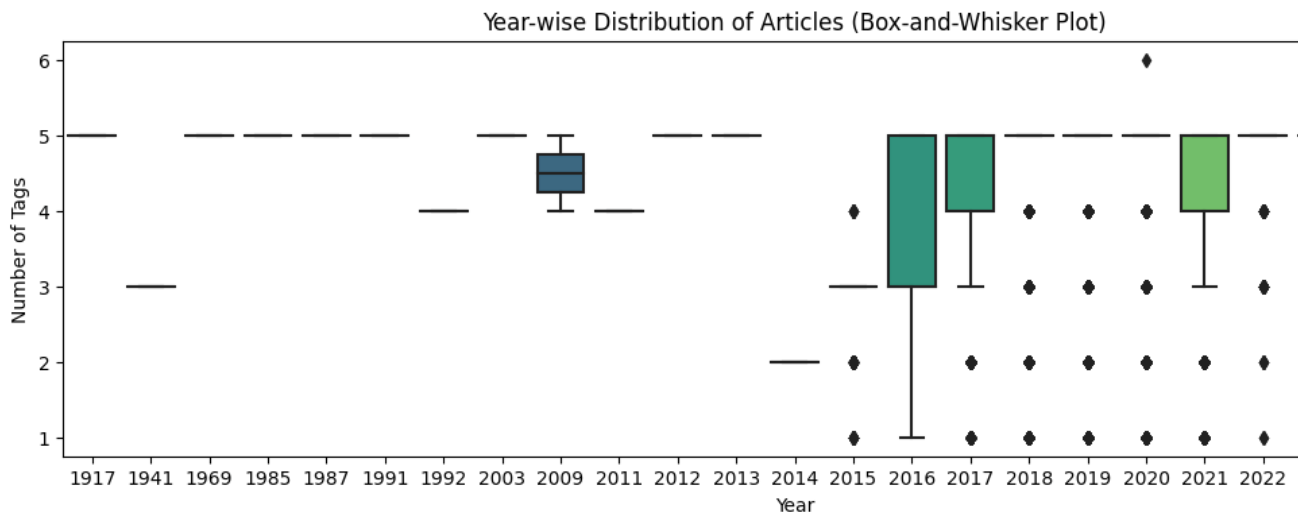 Year-wise Distribution of Articles (Box-and-Whisker Plot)
Number of Tags
6
5
4
3
2
1
1917 1941 1969 1985 1987 1991 1992 2003 2009 2011 2012 2013 2014 2015 2016 2017 2018 2019 2020 2021 2022
Year